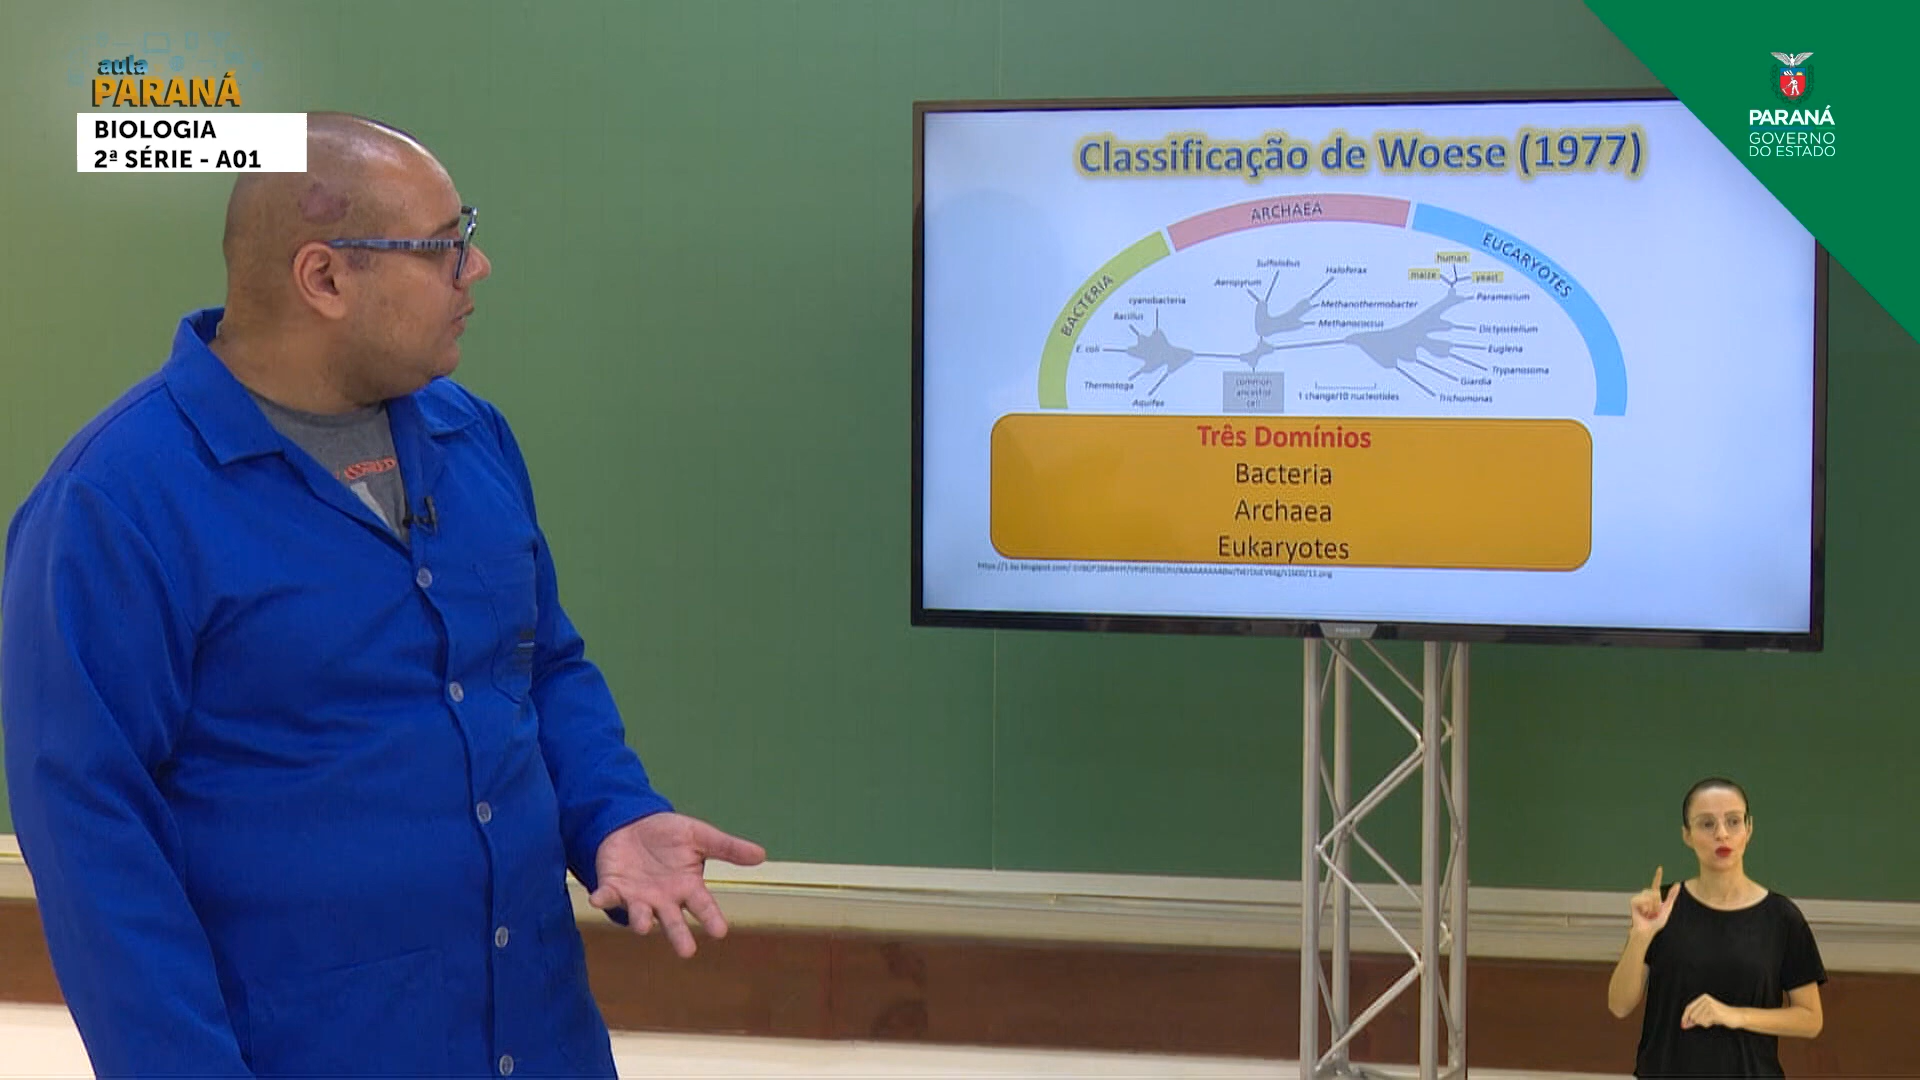 aula
PARANÁ
BIOLOGIA
2ª SÉRIE - A01
PARANÁ
GOVERNO
DO ESTADO
Classificação de Woese (1977)
BACTERIA
ARCHAEA
EUCARYOTES
cyanobacteria
Bacillus
E. coli
Thermotoga
Aquifex
Sulfolobus
Aeropyrum
Haloferax
Methanothermobacter
Methanococcus
common
ancestor
cell
1 change/10 nucleotides
human
maize
yeast
Paramecium
Dictyostelium
Euglena
Trypanosoma
Giardia
Trichomonas
Três Domínios
Bacteria
Archaea
Eukaryotes
PHILIPS